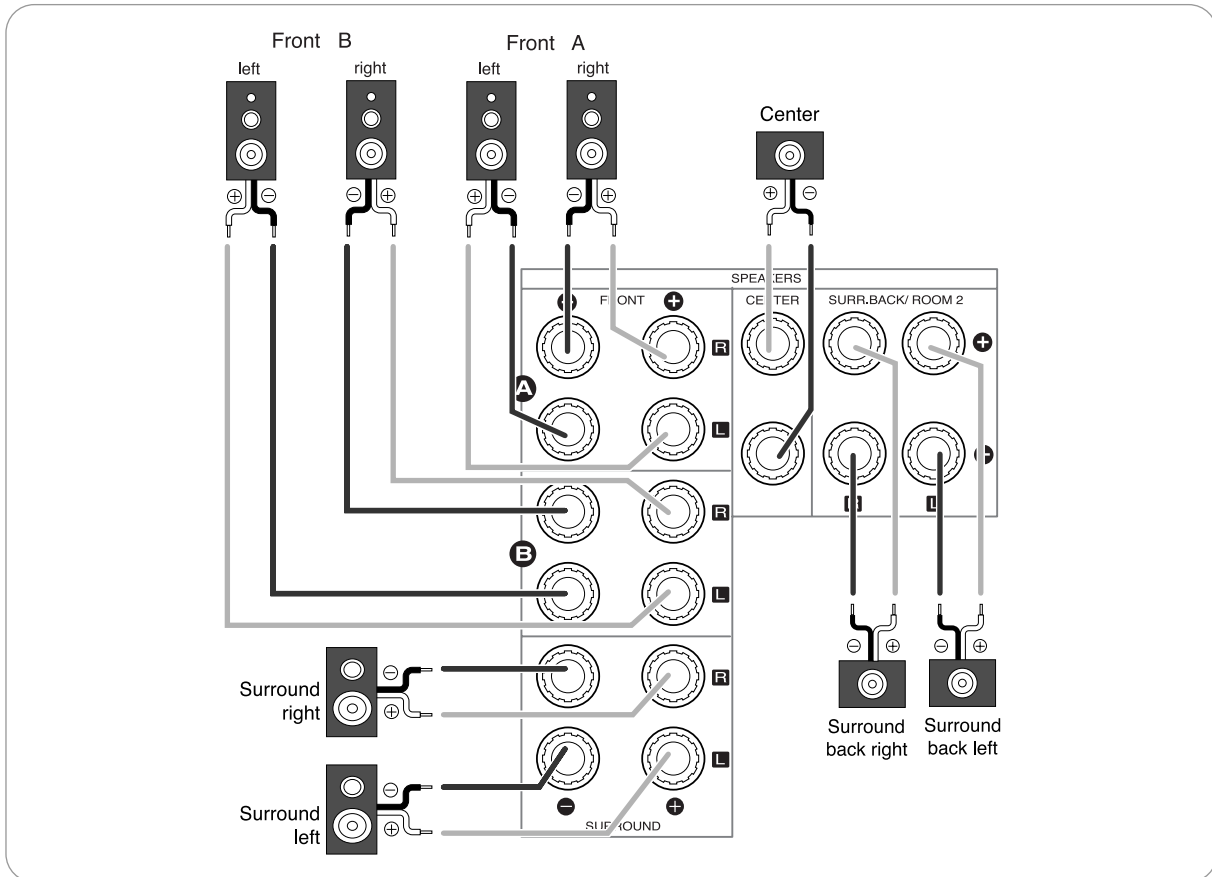 Front B
Front A
left
right
left
right
Center
SPEAKERS
FRONT
CENTER
SURR.BACK/ ROOM 2
R
A
L
R
B
L
R
L
R
L
Surround
right
Surround
left
SURROUND
Surround
back right
Surround
back left